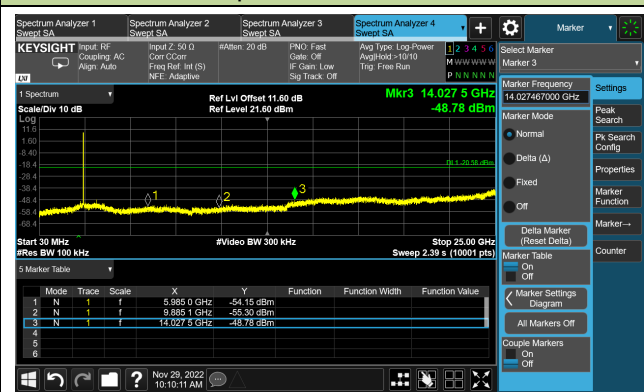 Spectrum Analyzer 1
Swept SA
Spectrum Analyzer 2
Swept SA
Spectrum Analyzer 3
Swept SA
Spectrum Analyzer 4
Swept SA
+
Marker
KEYSIGHT
LXI
Input: RF
Coupling: AC
Align: Auto
Input Z: 50 Ω
Corr CCorr
Freq Ref: Int (S)
NFE: Adaptive
#Atten: 20 dB
PNO: Fast
Gate: Off
IF Gain: Low
Sig Track: Off
Avg Type: Log-Power
Avg|Hold:>10/10
Trig: Free Run
1 2 3 4 5 6
M W W W W W
P N N N N N
Select Marker
Marker 3
1 Spectrum
Scale/Div 10 dB
Ref Lvl Offset 11.60 dB
Ref Level 21.60 dBm
Mkr3 14.027 5 GHz
-48.78 dBm
Log
11.6
1.60
-8.40
-18.4
-28.4
-38.4
-48.4
-58.4
-68.4
DL1 -20.58 dBm
1
2
3
Start 30 MHz
#Res BW 100 kHz
#Video BW 300 kHz
Stop 25.00 GHz
Sweep 2.39 s (10001 pts)
5 Marker Table
Mode Trace Scale X Y Function Function Width Function Value
1 N 1 f 5.985 0 GHz -54.15 dBm
2 N 1 f 9.885 1 GHz -55.30 dBm
3 N 1 f 14.027 5 GHz -48.78 dBm
4
5
6
Marker Frequency
14.027467000 GHz
Marker Mode
Normal
Delta (Δ)
Fixed
Off
Delta Marker
(Reset Delta)
Marker Table
On
Off
Marker Settings
Diagram
All Markers Off
Couple Markers
On
Off
Settings
Peak
Search
Pk Search
Config
Properties
Marker
Function
Marker→
Counter
?
Nov 29, 2022
10:10:11 AM